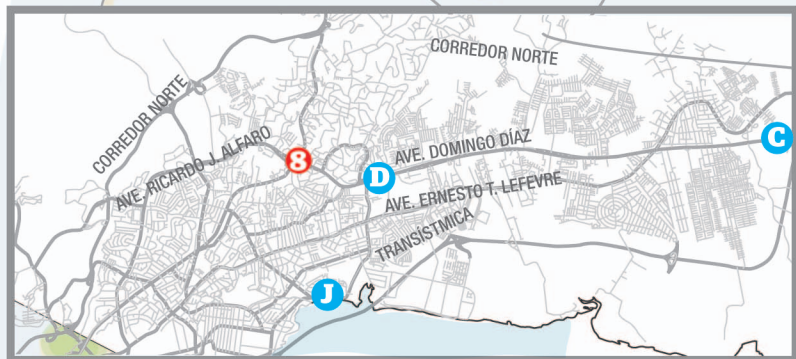 CORREDOR NORTE
CORREDOR NORTE
AVE. RICARDO J. ALFARO
8
AVE. DOMINGO DÍAZ
C
D
AVE. ERNESTO T. LEFEVRE
TRANSÍSTMICA
J